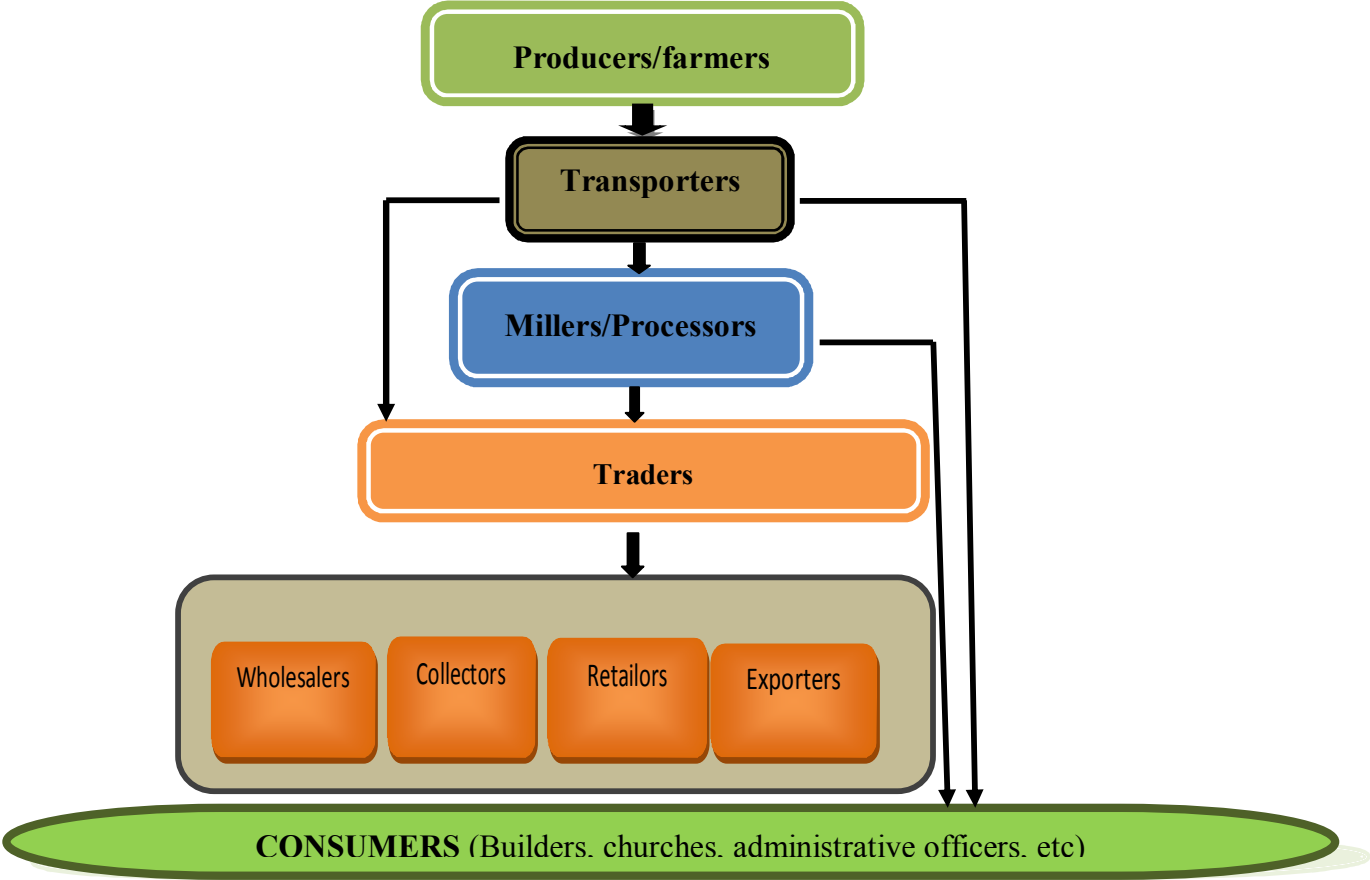 Producers/farmers
Transporters
Millers/Processors
Traders
Wholesalers
Collectors
Retailors
Exporters
CONSUMERS (Builders, churches, administrative officers, etc)